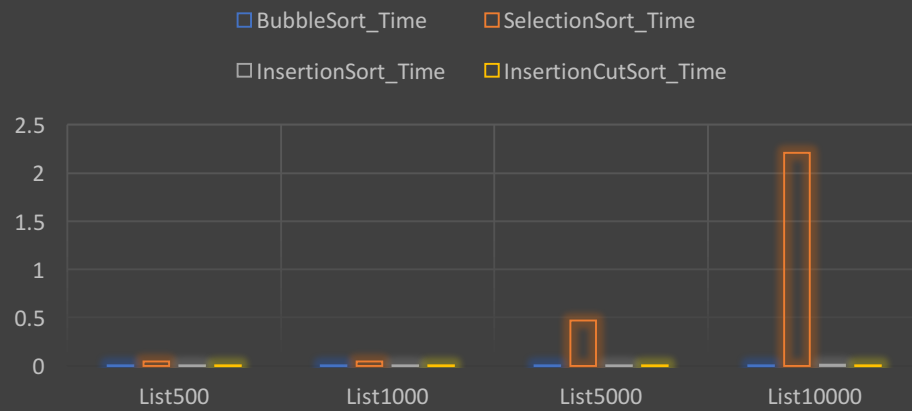 BubbleSort_Time SelectionSort_Time
InsertionSort_Time InsertionCutSort_Time
2.5
2
1.5
1
0.5
0
List500 List1000 List5000 List10000